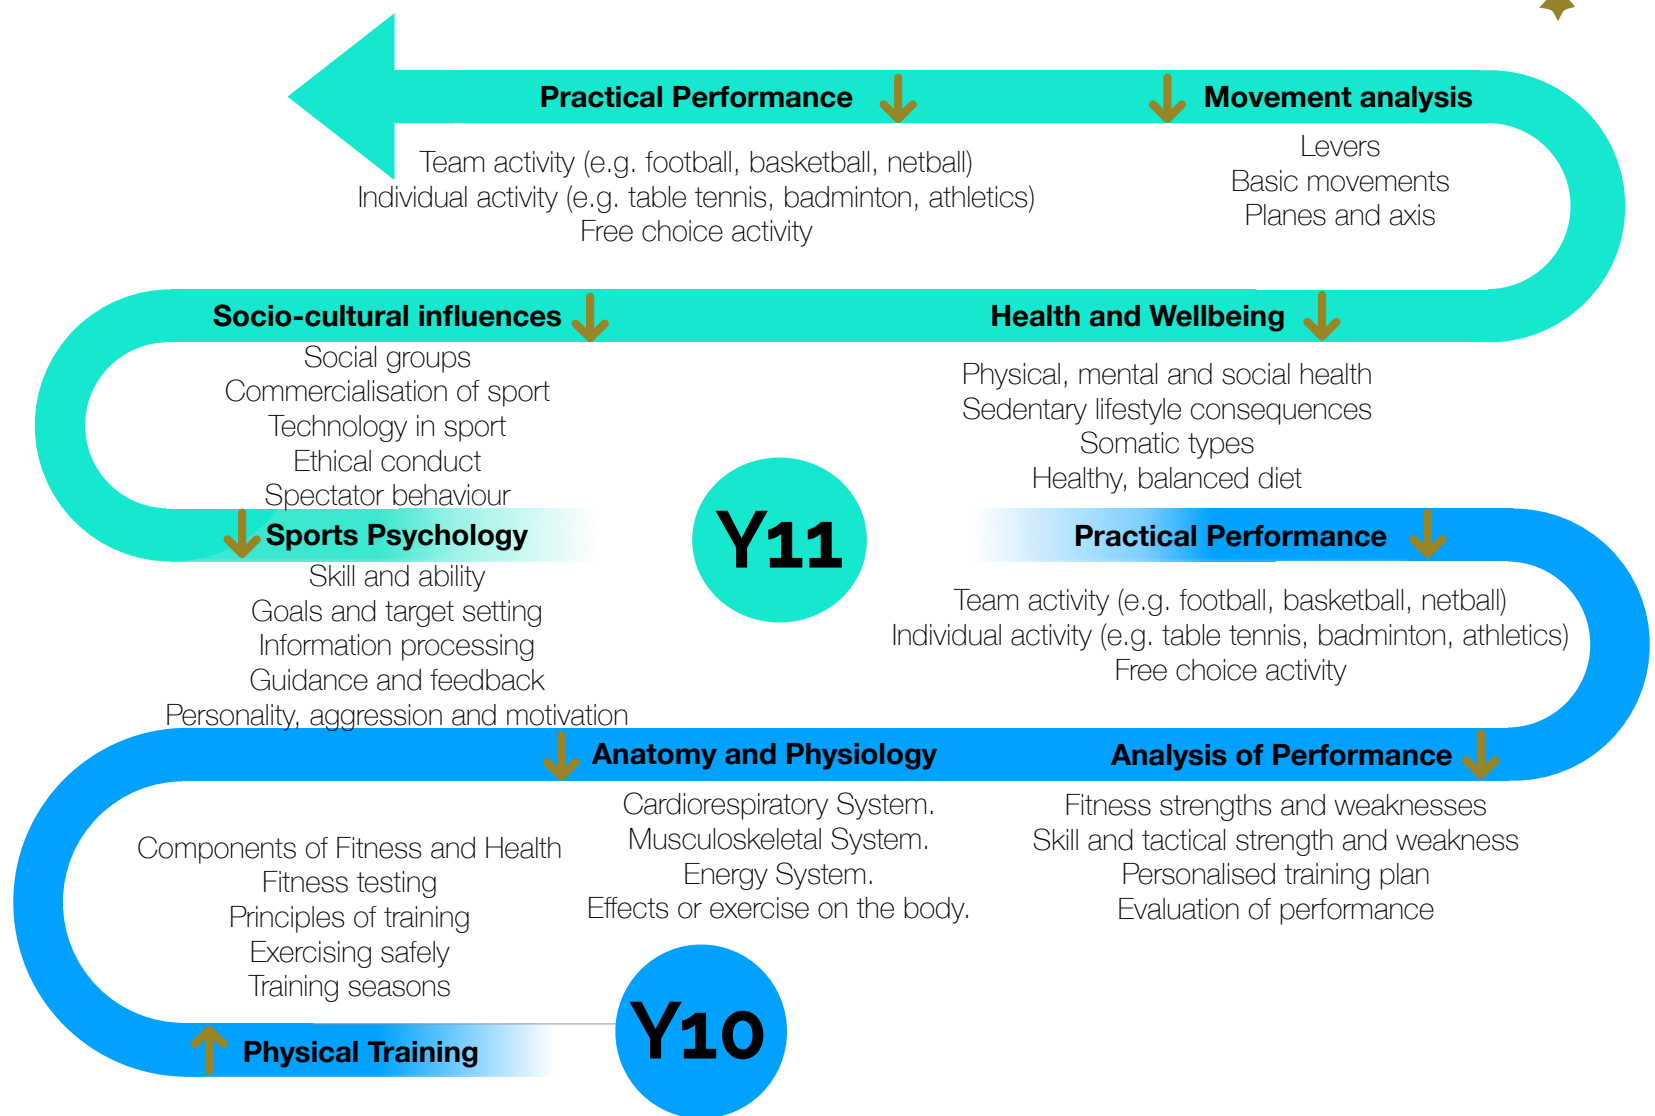 Practical Performance
Movement analysis
Team activity (e.g. football, basketball, netball)
Individual activity (e.g. table tennis, badminton, athletics)
Free choice activity
Levers
Basic movements
Planes and axis
Socio-cultural influences
Health and Wellbeing
Social groups
Commercialisation of sport
Technology in sport
Ethical conduct
Spectator behaviour
Physical, mental and social health
Sedentary lifestyle consequences
Somatic types
Healthy, balanced diet
Y11
Sports Psychology
Practical Performance
Skill and ability
Goals and target setting
Information processing
Guidance and feedback
Personality, aggression and motivation
Team activity (e.g. football, basketball, netball)
Individual activity (e.g. table tennis, badminton, athletics)
Free choice activity
Anatomy and Physiology
Analysis of Performance
Components of Fitness and Health
Fitness testing
Principles of training
Exercising safely
Training seasons
Cardiorespiratory System.
Musculoskeletal System.
Energy System.
Effects or exercise on the body.
Fitness strengths and weaknesses
Skill and tactical strength and weakness
Personalised training plan
Evaluation of performance
Y10
Physical Training